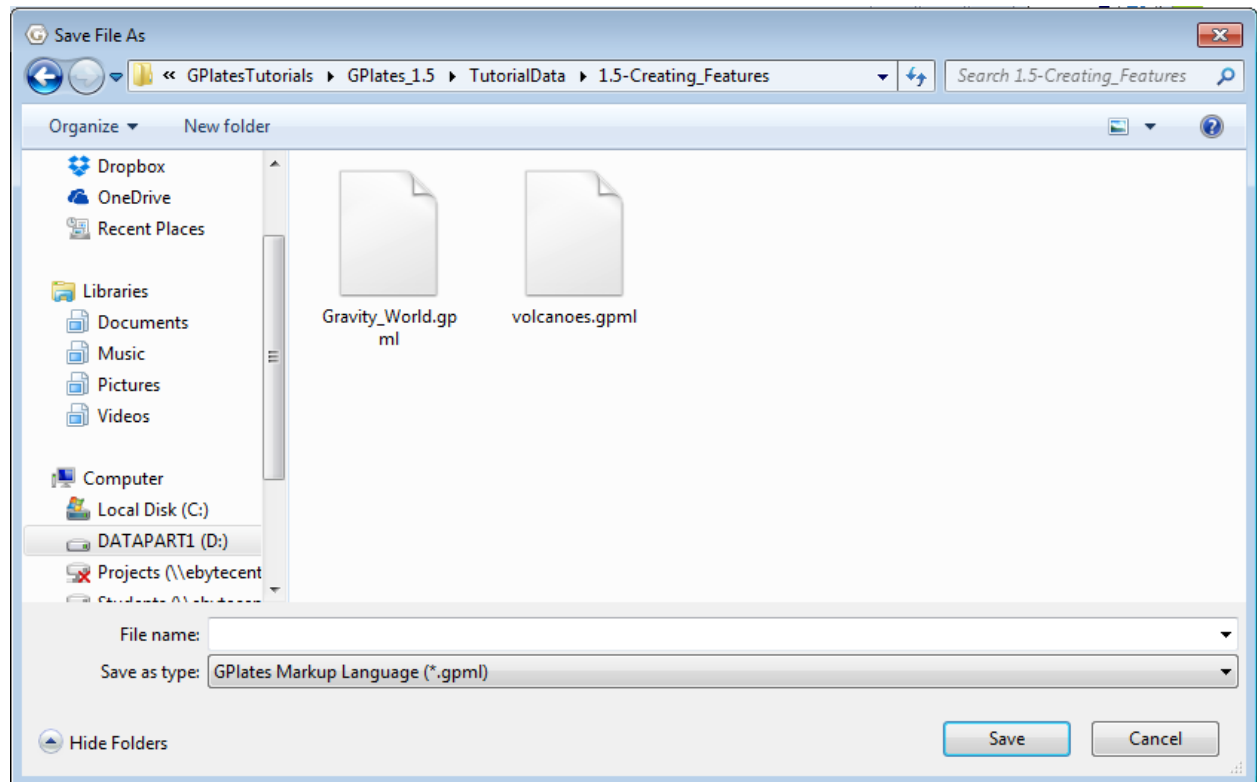 Save File As
« GPlatesTutorials ▸ GPlates_1.5 ▸ TutorialData ▸ 1.5-Creating_Features
Search 1.5-Creating_Features
Organize
New folder
Dropbox
OneDrive
Recent Places
Libraries
Documents
Music
Pictures
Videos
Computer
Local Disk (C:)
DATAPART1 (D:)
Projects (\\ebytecent
Gravity_World.gp
ml
volcanoes.gpml
File name:
Save as type: GPlates Markup Language (*.gpml)
Hide Folders
Save
Cancel